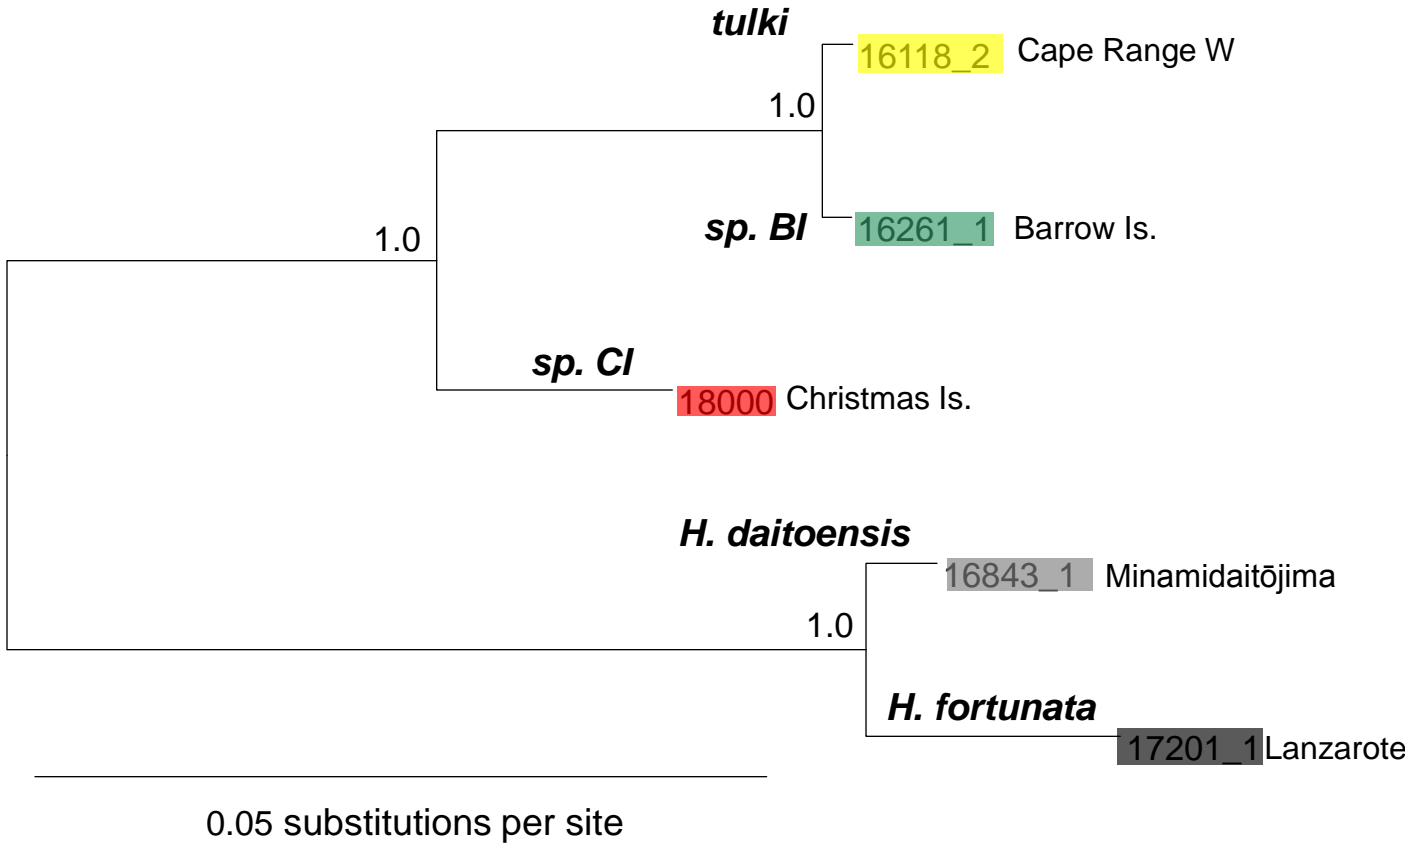 tulki
16118_2 Cape Range W
1.0
sp. BI 16261_1 Barrow Is.
1.0
sp. CI
18000 Christmas Is.
H. daitoensis
16843_1 Minamidaitōjima
1.0
H. fortunata
17201_1 Lanzarote
0.05 substitutions per site